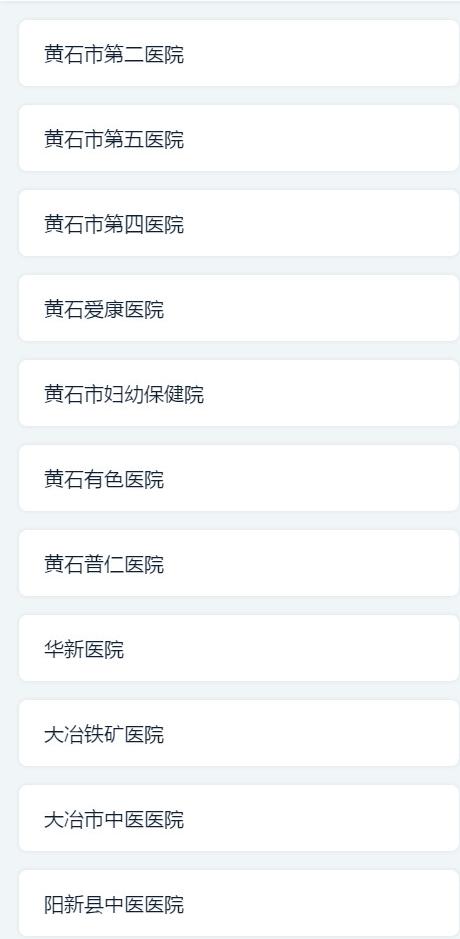 黄石市第二医院
黄石市第五医院
黄石市第四医院
黄石爱康医院
黄石市妇幼保健院
黄石有色医院
黄石普仁医院
华新医院
大冶铁矿医院
大冶市中医医院
阳新县中医医院